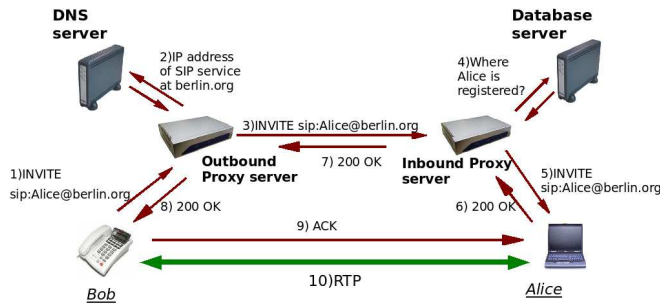 DNS
server
Database
server
2)IP address
of SIP service
at berlin.org
4)Where
Alice is
registered?
3)INVITE sip:Alice@berlin.org
Outbound
Proxy server
7) 200 OK
Inbound Proxy
server
1)INVITE
sip:Alice@berlin.org
5)INVITE
sip:Alice@berlin.org
8) 200 OK
6) 200 OK
9) ACK
10)RTP
Bob
Alice